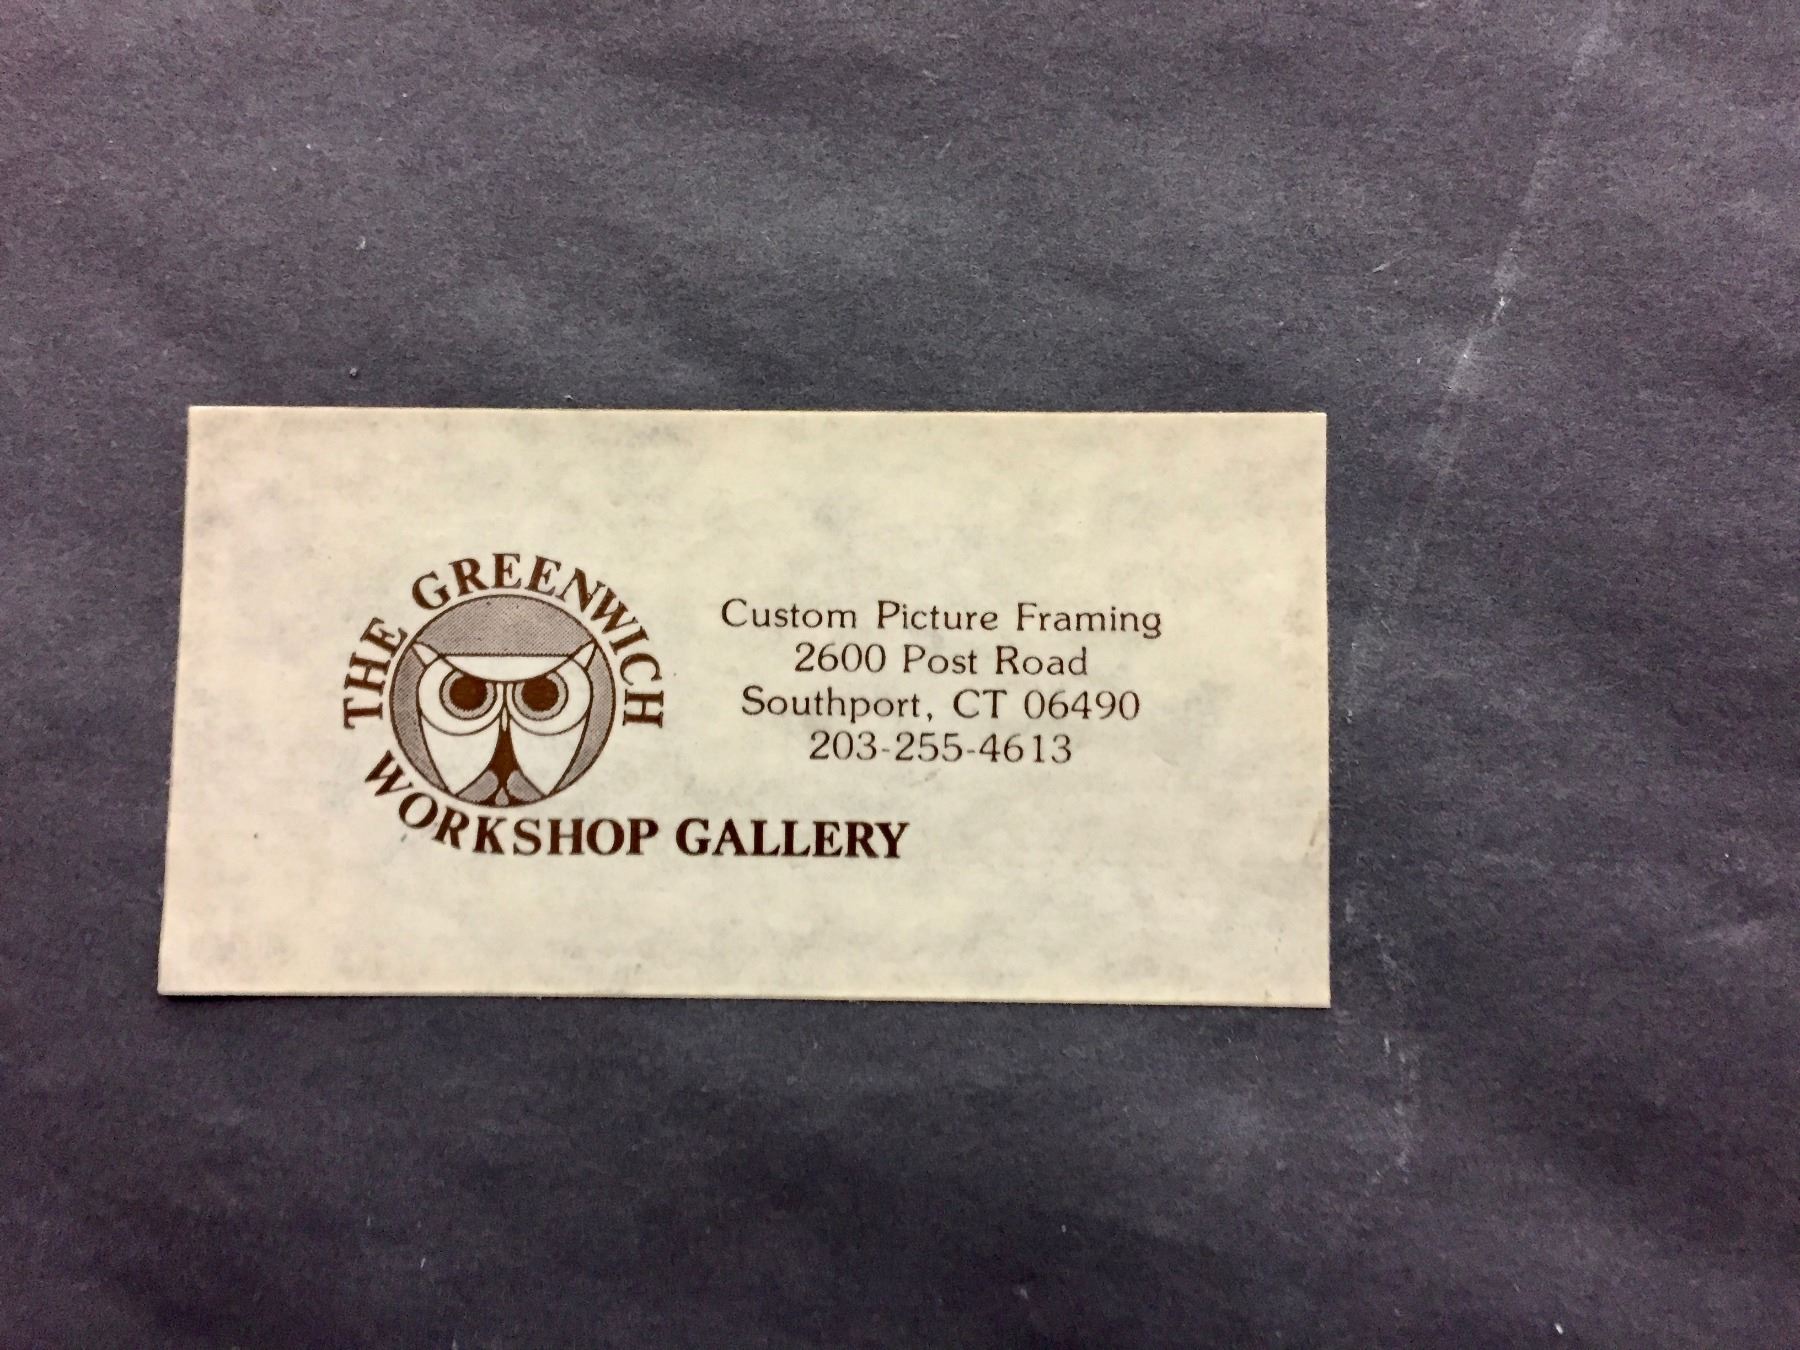 THE GREENWICH
WORKSHOP GALLERY
Custom Picture Framing
2600 Post Road
Southport, CT 06490
203-255-4613